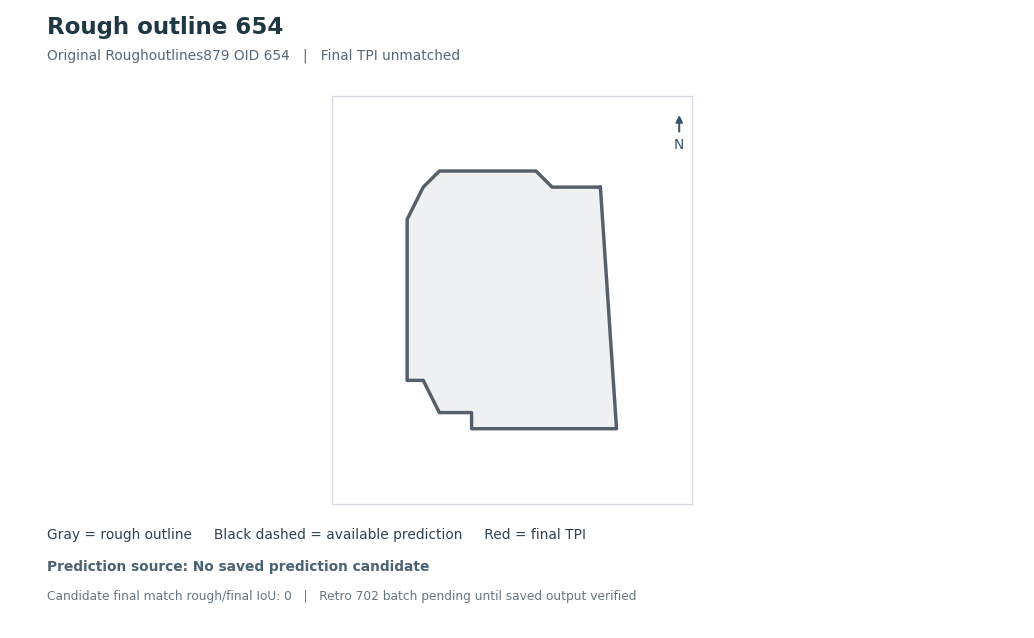 Rough outline 654
Original Roughoutlines879 OID 654   |   Final TPI unmatched
N
Gray = rough outline     Black dashed = available prediction     Red = final TPI
Prediction source: No saved prediction candidate
Candidate final match rough/final IoU: 0   |   Retro 702 batch pending until saved output verified